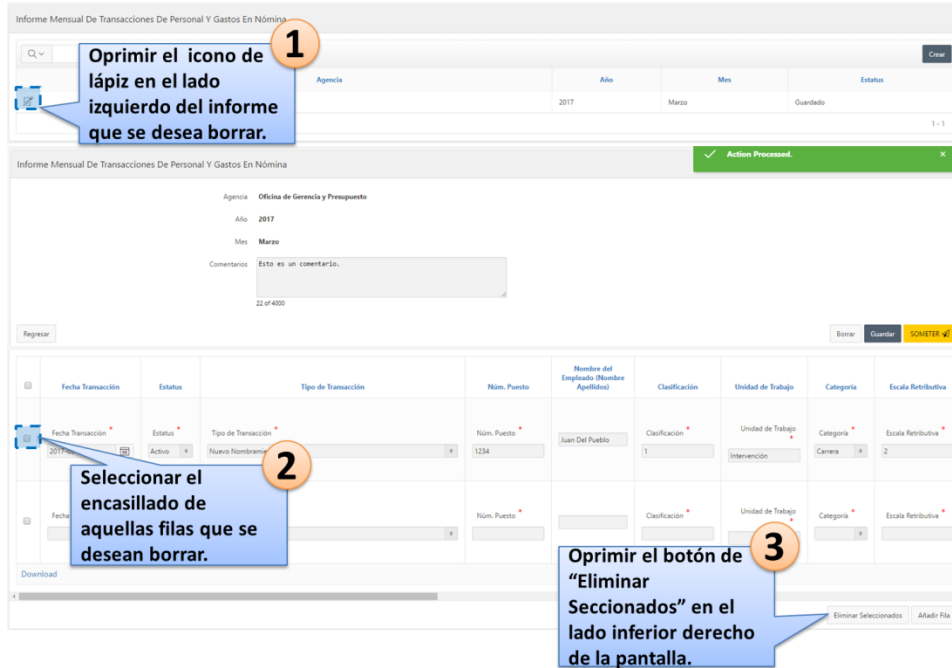 Informe Mensual De Transacciones De Personal Y Gastos En Nómina
1
Oprimir el icono de
lápiz en el lado
izquierdo del informe
que se desea borrar.
Crear
Agencia Año Mes Estatus
2017 Marzo Guardado
1 - 1
Informe Mensual De Transacciones De Personal Y Gastos En Nómina
Action Processed.
Agencia Oficina de Gerencia y Presupuesto
Año 2017
Mes Marzo
Comentarios Esto es un comentario.
22 of 4000
Regresar Borrar Guardar SOMETER
Fecha Transacción Estatus Tipo de Transacción Núm. Puesto Nombre del Empleado (Nombre Apellidos) Clasificación Unidad de Trabajo Categoría Escala Retributiva
Fecha Transacción * Estatus * Tipo de Transacción * Núm. Puesto * Clasificación * Unidad de Trabajo * Categoría * Escala Retributiva *
Activo 1234 Juan Del Pueblo 1 Intervención Carrera 2
2
Seleccionar el
encasillado de
aquellas filas que se
desean borrar.
Núm. Puesto * Clasificación * Unidad de Trabajo * Categoría * Escala Retributiva *
3
Oprimir el botón de
“Eliminar
Seccionados” en el
lado inferior derecho
de la pantalla.
Download
Eliminar Seleccionados Añadir Fila